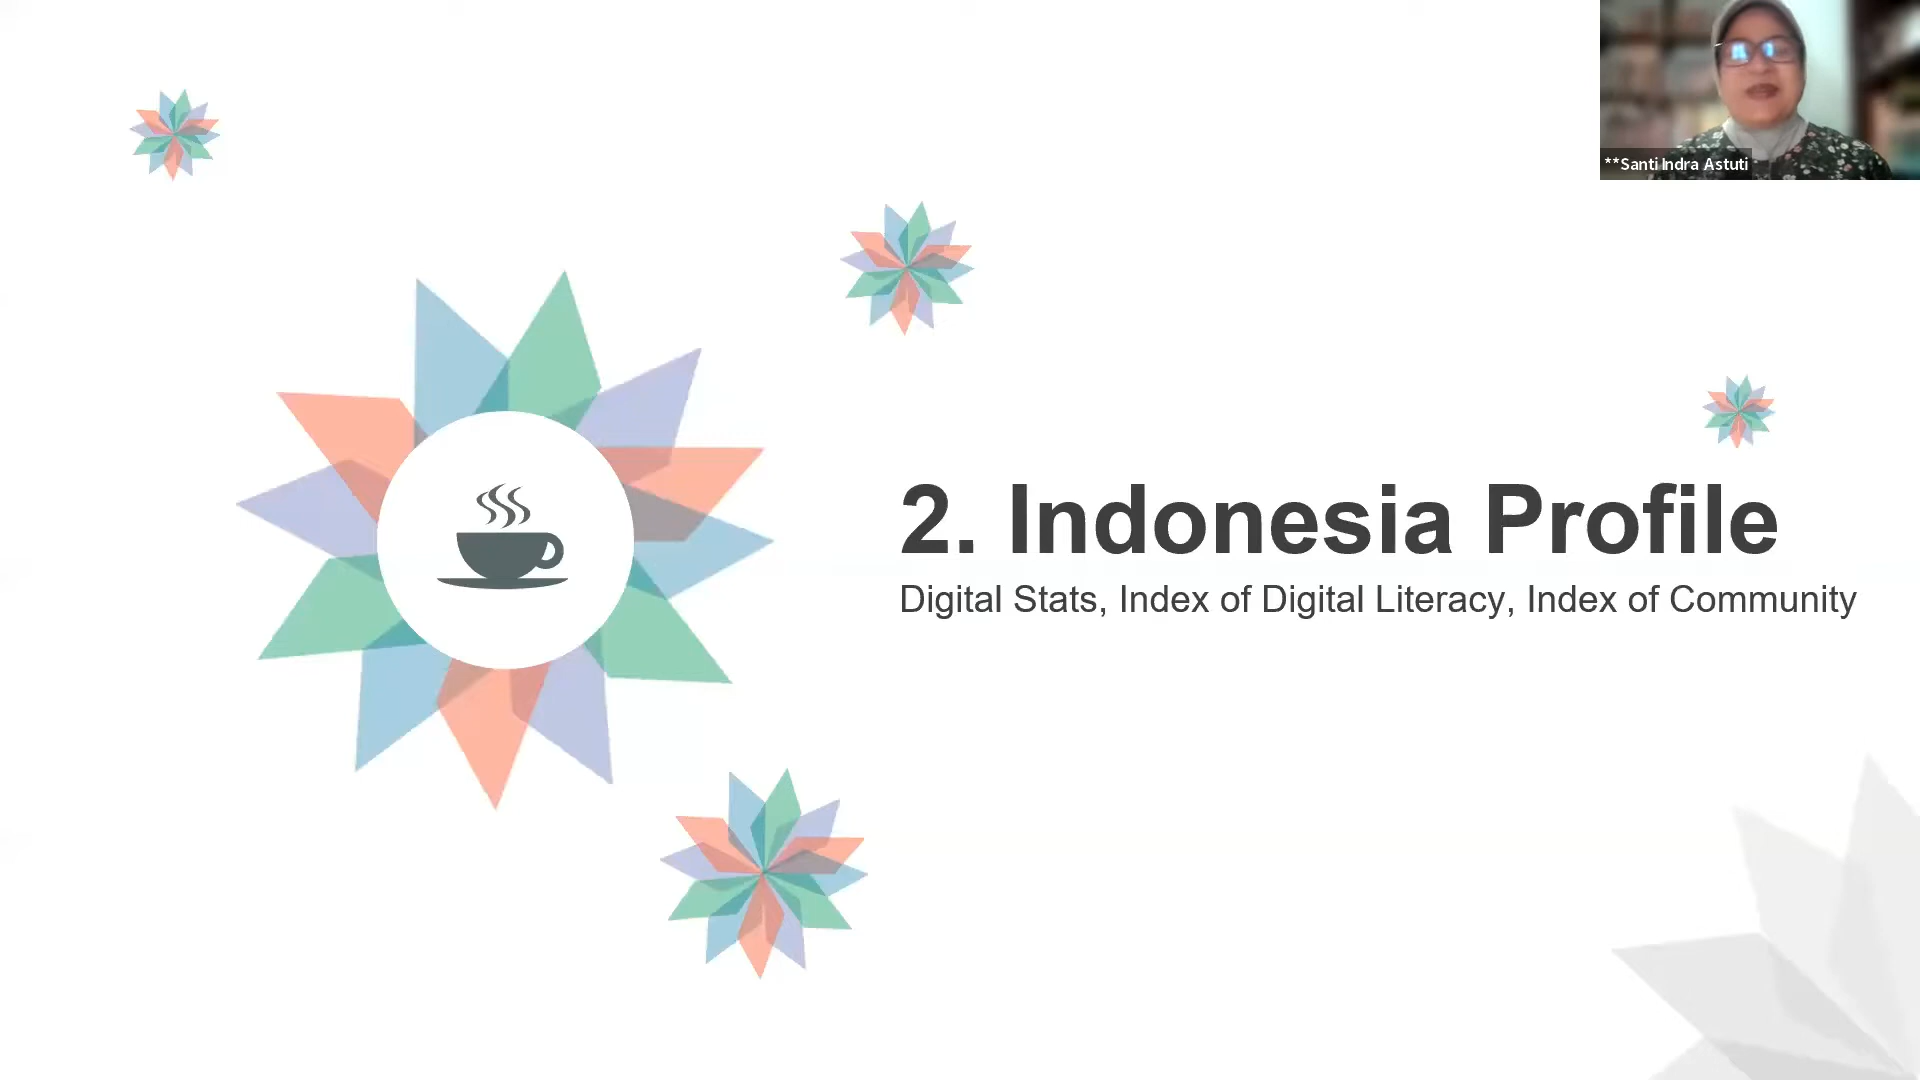 **Santi Indra Astuti
2. Indonesia Profile
Digital Stats, Index of Digital Literacy, Index of Community